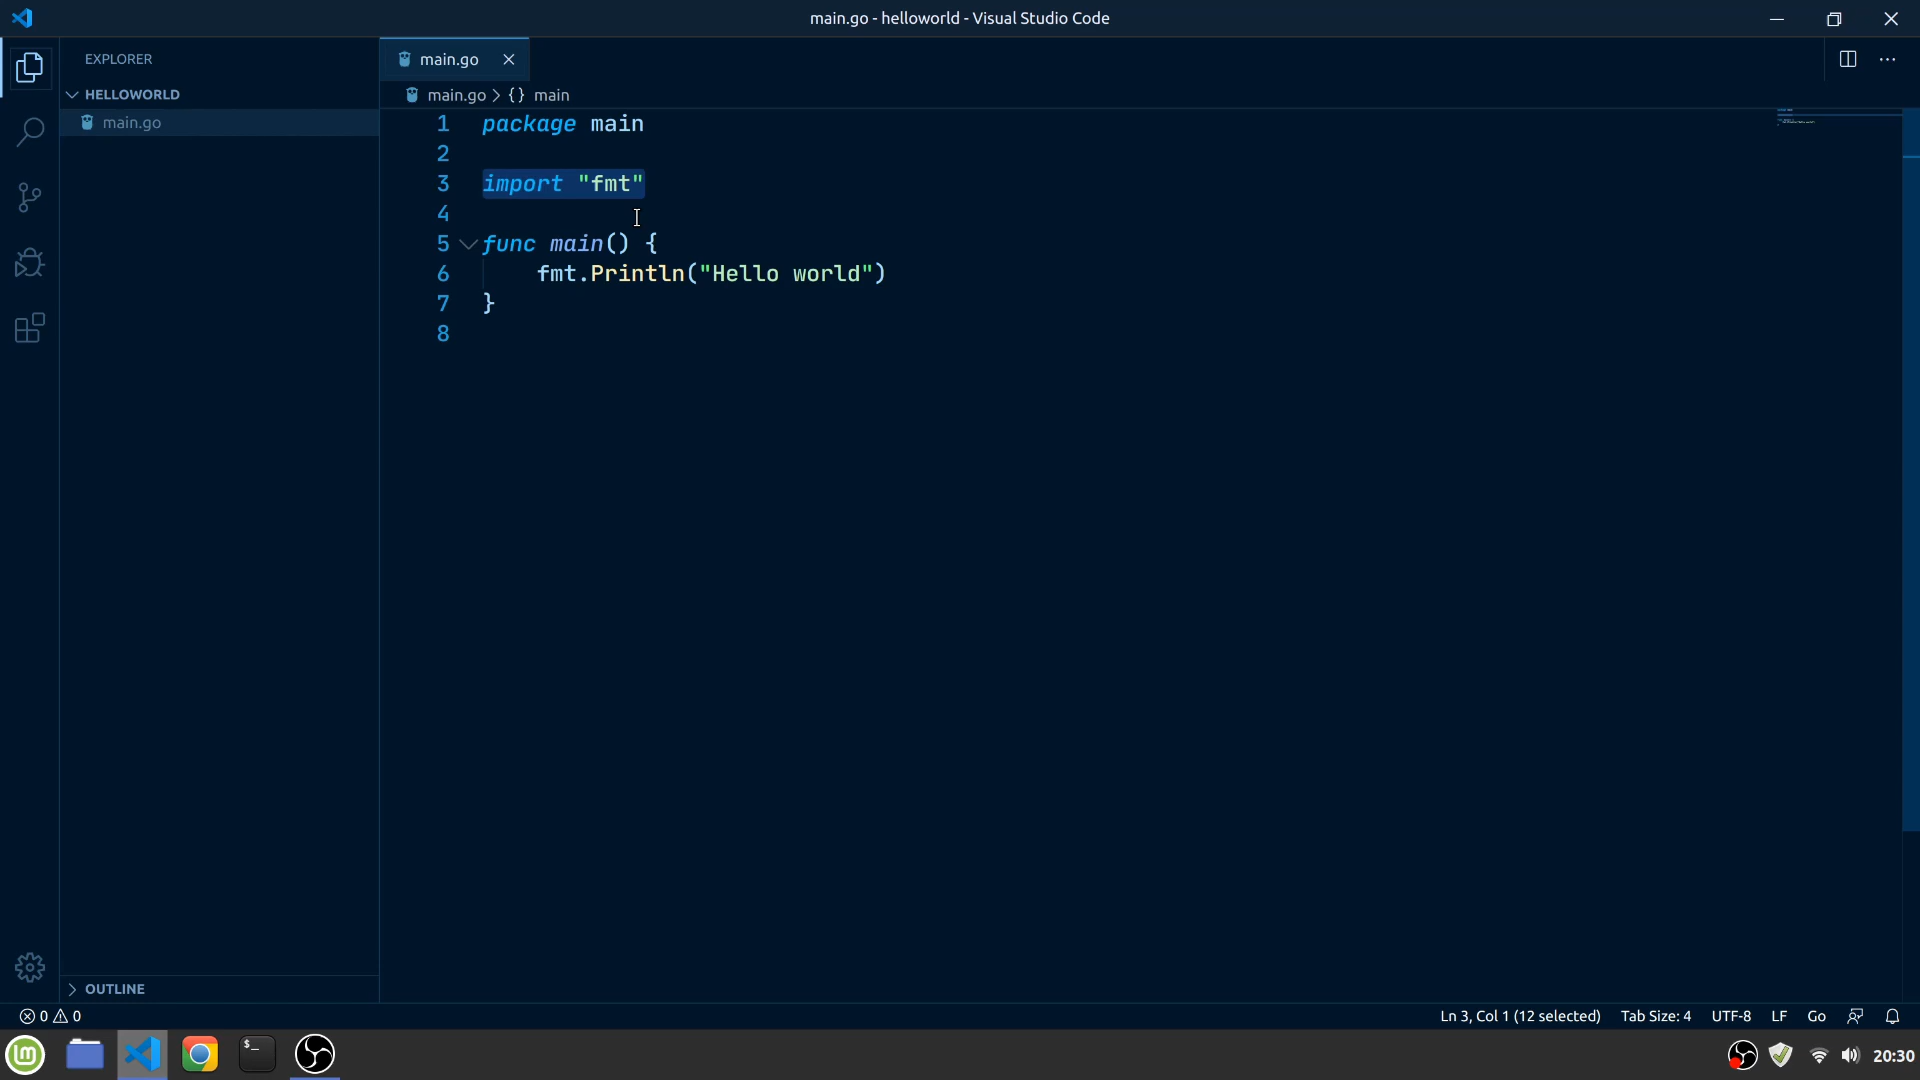 main.go - helloworld - Visual Studio Code
EXPLORER
HELLOWORLD
main.go
OUTLINE
main.go
main.go > {} main
1 package main
2
3 import "fmt"
4
5 func main() {
6 fmt.Println("Hello world")
7 }
8
0 0
Ln 3, Col 1 (12 selected) Tab Size: 4 UTF-8 LF Go
$_
20:30